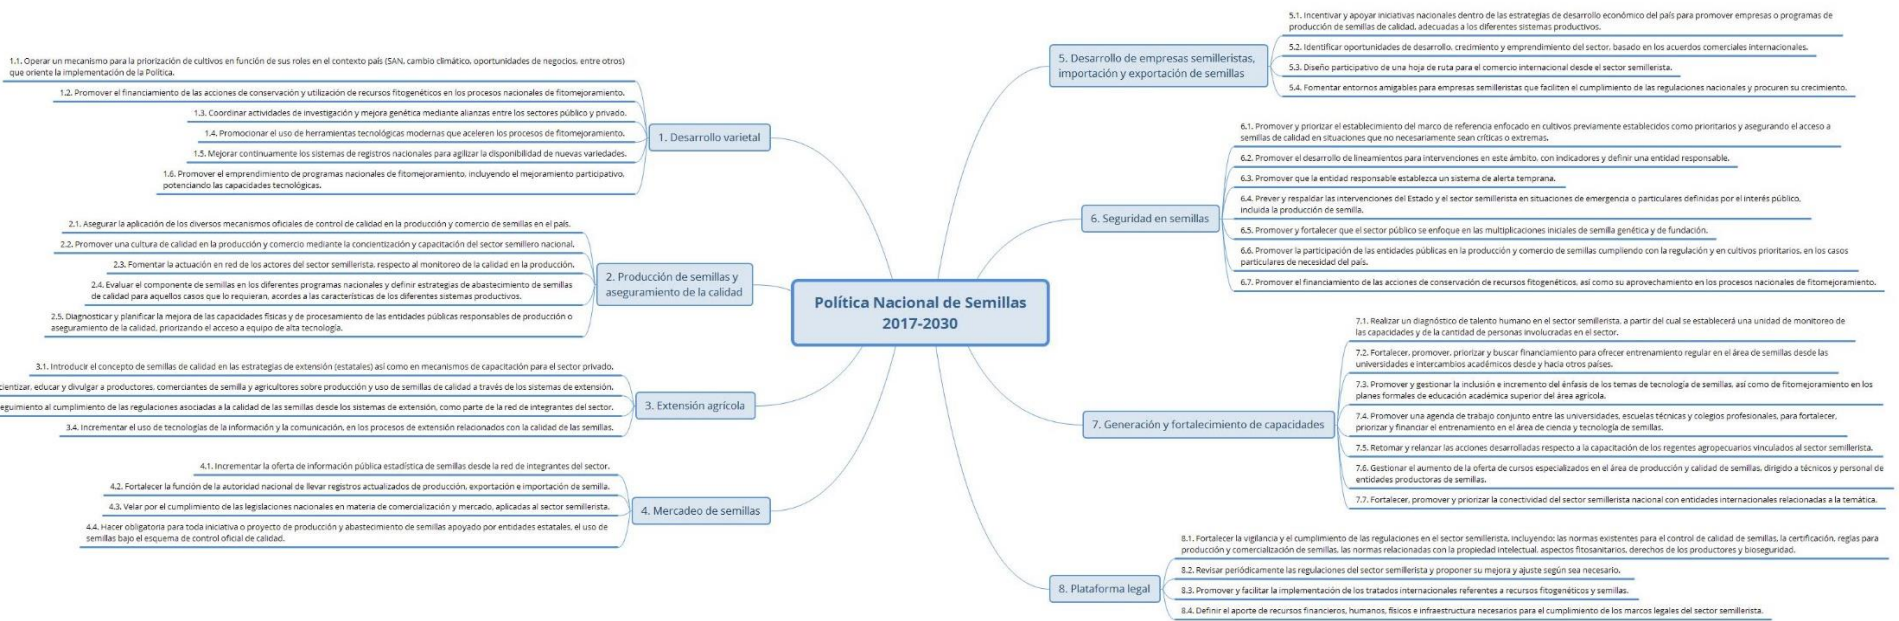 Política Nacional de Semillas
2017-2030
1. Desarrollo varietal
1.1. Operar un mecanismo para la priorización de cultivos en función de sus roles en el contexto país (SAN, cambio climático, oportunidades de negocios, entre otros)
que oriente la implementación de la Política.
1.2. Promover el financiamiento de las acciones de conservación y utilización de recursos fitogenéticos en los procesos nacionales de fitomejoramiento.
1.3. Coordinar actividades de investigación y mejora genética mediante alianzas entre los sectores público y privado.
1.4. Promocionar el uso de herramientas tecnológicas modernas que aceleren los procesos de fitomejoramiento.
1.5. Mejorar continuamente los sistemas de registros nacionales para agilizar la disponibilidad de nuevas variedades.
1.6. Promover el emprendimiento de programas nacionales de fitomejoramiento, incluyendo el mejoramiento participativo,
potenciando las capacidades tecnológicas.
2. Producción de semillas y
aseguramiento de la calidad
2.1. Asegurar la aplicación de los diversos mecanismos oficiales de control de calidad en la producción y comercio de semillas en el país.
2.2. Promover una cultura de calidad en la producción y comercio mediante la concientización y capacitación del sector semillero nacional.
2.3. Fomentar la actuación en red de los actores del sector semillerista, respecto al monitoreo de la calidad en la producción.
2.4. Evaluar el componente de semillas en los diferentes programas nacionales y definir estrategias de abastecimiento de semillas
de calidad para aquellos casos que lo requieran, acordes a las características de los diferentes sistemas productivos.
2.5. Diagnosticar y planificar la mejora de las capacidades físicas y de procesamiento de las entidades públicas responsables de producción o
aseguramiento de la calidad, priorizando el acceso a equipo de alta tecnología.
3. Extensión agrícola
3.1. Introducir el concepto de semillas de calidad en las estrategias de extensión (estatales) así como en mecanismos de capacitación para el sector privado.
cientizar, educar y divulgar a productores, comerciantes de semilla y agricultores sobre producción y uso de semillas de calidad a través de los sistemas de extensión.
eguimiento al cumplimiento de las regulaciones asociadas a la calidad de las semillas desde los sistemas de extensión, como parte de la red de integrantes del sector.
3.4. Incrementar el uso de tecnologías de la información y la comunicación, en los procesos de extensión relacionados con la calidad de las semillas.
4. Mercadeo de semillas
4.1. Incrementar la oferta de información pública estadística de semillas desde la red de integrantes del sector.
4.2. Fortalecer la función de la autoridad nacional de llevar registros actualizados de producción, exportación e importación de semilla.
4.3. Velar por el cumplimiento de las legislaciones nacionales en materia de comercialización y mercado, aplicadas al sector semillerista.
4.4. Hacer obligatoria para toda iniciativa o proyecto de producción y abastecimiento de semillas apoyado por entidades estatales, el uso de
semillas bajo el esquema de control oficial de calidad.
5. Desarrollo de empresas semilleristas,
importación y exportación de semillas
5.1. Incentivar y apoyar iniciativas nacionales dentro de las estrategias de desarrollo económico del país para promover empresas o programas de
producción de semillas de calidad, adecuadas a los diferentes sistemas productivos.
5.2. Identificar oportunidades de desarrollo, crecimiento y emprendimiento del sector, basado en los acuerdos comerciales internacionales.
5.3. Diseño participativo de una hoja de ruta para el comercio internacional desde el sector semillerista.
5.4. Fomentar entornos amigables para empresas semilleristas que faciliten el cumplimiento de las regulaciones nacionales y procuren su crecimiento.
6. Seguridad en semillas
6.1. Promover y priorizar el establecimiento del marco de referencia enfocado en cultivos previamente establecidos como prioritarios y asegurando el acceso a
semillas de calidad en situaciones que no necesariamente sean críticas o extremas.
6.2. Promover el desarrollo de lineamientos para intervenciones en este ámbito, con indicadores y definir una entidad responsable.
6.3. Promover que la entidad responsable establezca un sistema de alerta temprana.
6.4. Prever y respaldar las intervenciones del Estado y el sector semillerista en situaciones de emergencia o particulares definidas por el interés público,
incluida la producción de semilla.
6.5. Promover y fortalecer que el sector público se enfoque en las multiplicaciones iniciales de semilla genética y de fundación.
6.6. Promover la participación de las entidades públicas en la producción y comercio de semillas cumpliendo con la regulación y en cultivos prioritarios, en los casos
particulares de necesidad del país.
6.7. Promover el financiamiento de las acciones de conservación de recursos fitogenéticos, así como su aprovechamiento en los procesos nacionales de fitomejoramiento.
7. Generación y fortalecimiento de capacidades
7.1. Realizar un diagnóstico de talento humano en el sector semillerista, a partir del cual se establecerá una unidad de monitoreo de
las capacidades y de la cantidad de personas involucradas en el sector.
7.2. Fortalecer, promover, priorizar y buscar financiamiento para ofrecer entrenamiento regular en el área de semillas desde las
universidades e intercambios académicos desde y hacia otros países.
7.3. Promover y gestionar la inclusión e incremento del énfasis de los temas de tecnología de semillas, así como de fitomejoramiento en los
planes formales de educación académica superior del área agrícola.
7.4. Promover una agenda de trabajo conjunto entre las universidades, escuelas técnicas y colegios profesionales, para fortalecer,
priorizar y financiar el entrenamiento en el área de ciencia y tecnología de semillas.
7.5. Retomar y relanzar las acciones desarrolladas respecto a la capacitación de los regentes agropecuarios vinculados al sector semillerista.
7.6. Gestionar el aumento de la oferta de cursos especializados en el área de producción y calidad de semillas, dirigido a técnicos y personal de
entidades productoras de semillas.
7.7. Fortalecer, promover y priorizar la conectividad del sector semillerista nacional con entidades internacionales relacionadas a la temática.
8. Plataforma legal
8.1. Fortalecer la vigilancia y el cumplimiento de las regulaciones en el sector semillerista, incluyendo; las normas existentes para el control de calidad de semillas, la certificación, reglas para
producción y comercialización de semillas, las normas relacionadas con la propiedad intelectual, aspectos fitosanitarios, derechos de los productores y bioseguridad.
8.2. Revisar periódicamente las regulaciones del sector semillerista y proponer su mejora y ajuste según sea necesario.
8.3. Promover y facilitar la implementación de los tratados internacionales referentes a recursos fitogenéticos y semillas.
8.4. Definir el aporte de recursos financieros, humanos, físicos e infraestructura necesarios para el cumplimiento de los marcos legales del sector semillerista.